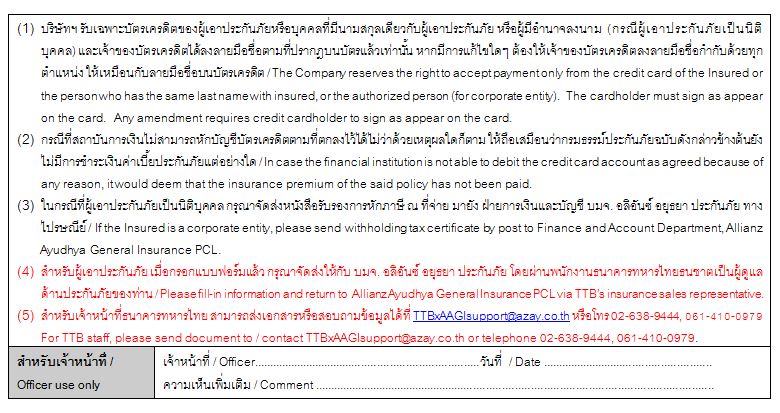 (1) บริษัทฯ รับเฉพาะบัตรเครดิตของผู้เอาประกันภัยหรือบุคคลที่มีนามสกุลเดียวกับผู้เอาประกันภัย หรือผู้มีอำนาจลงนาม (กรณีผู้เอาประกันภัยเป็นนิติ
บุคคล) และเจ้าของบัตรเครดิตได้ลงลายมือชื่อตามที่ปรากฏบนบัตรแล้วเท่านั้น หากมีการแก้ไขใดๆ ต้องให้เจ้าของบัตรเครดิตลงลายมือชื่อกำกับด้วยทุก
ตำแหน่ง ให้เหมือนกับลายมือชื่อบนบัตรเครดิต / The Company reserves the right to accept payment only from the credit card of the Insured or
the person who has the same last name with insured, or the authorized person (for corporate entity). The cardholder must sign as appear
on the card. Any amendment requires credit cardholder to sign as appear on the card.
(2) กรณีที่สถาบันการเงินไม่สามารถหักบัญชีบัตรเครดิตตามที่ตกลงไว้ได้ไม่ว่าด้วยเหตุผลใดก็ตาม ให้ถือเสมือนว่ากรมธรรม์ประกันภัยฉบับดังกล่าวข้างต้นยัง
ไม่มีการชำระเงินค่าเบี้ยประกันภัยแต่อย่างใด / In case the financial institution is not able to debit the credit card account as agreed because of
any reason, it would deem that the insurance premium of the said policy has not been paid.
(3) ในกรณีที่ผู้เอาประกันภัยเป็นนิติบุคคล กรุณาจัดส่งหนังสือรับรองการหักภาษี ณ ที่จ่าย มายัง ฝ่ายการเงินและบัญชี บมจ. อลิอันซ์ อยุธยา ประกันภัย ทาง
ไปรษณีย์ / If the Insured is a corporate entity, please send withholding tax certificate by post to Finance and Account Department, Allianz
Ayudhya General Insurance PCL.
(4) สำหรับผู้เอาประกันภัย เมื่อกรอกแบบฟอร์มแล้ว กรุณาจัดส่งให้กับ บมจ. อลิอันซ์ อยุธยา ประกันภัย โดยผ่านพนักงานธนาคารทหารไทยธนชาตเป็นผู้ดูแล
ด้านประกันภัยของท่าน / Please fill-in information and return to Allianz Ayudhya General Insurance PCL via TTB's insurance sales representative.
(5) สำหรับเจ้าหน้าที่ธนาคารทหารไทย สามารถส่งเอกสารหรือสอบถามข้อมูลได้ที่ TTBxAAGIsupport@azay.co.th หรือโทร 02-638-9444, 061-410-0979
For TTB staff, please send document to / contact TTBxAAGIsupport@azay.co.th or telephone 02-638-9444, 061-410-0979.
สำหรับเจ้าหน้าที่ /
Officer use only
เจ้าหน้าที่ / Officer..........................................................................วันที่ / Date ........................................................
ความเห็นเพิ่มเติม / Comment ....................................................................................................................................